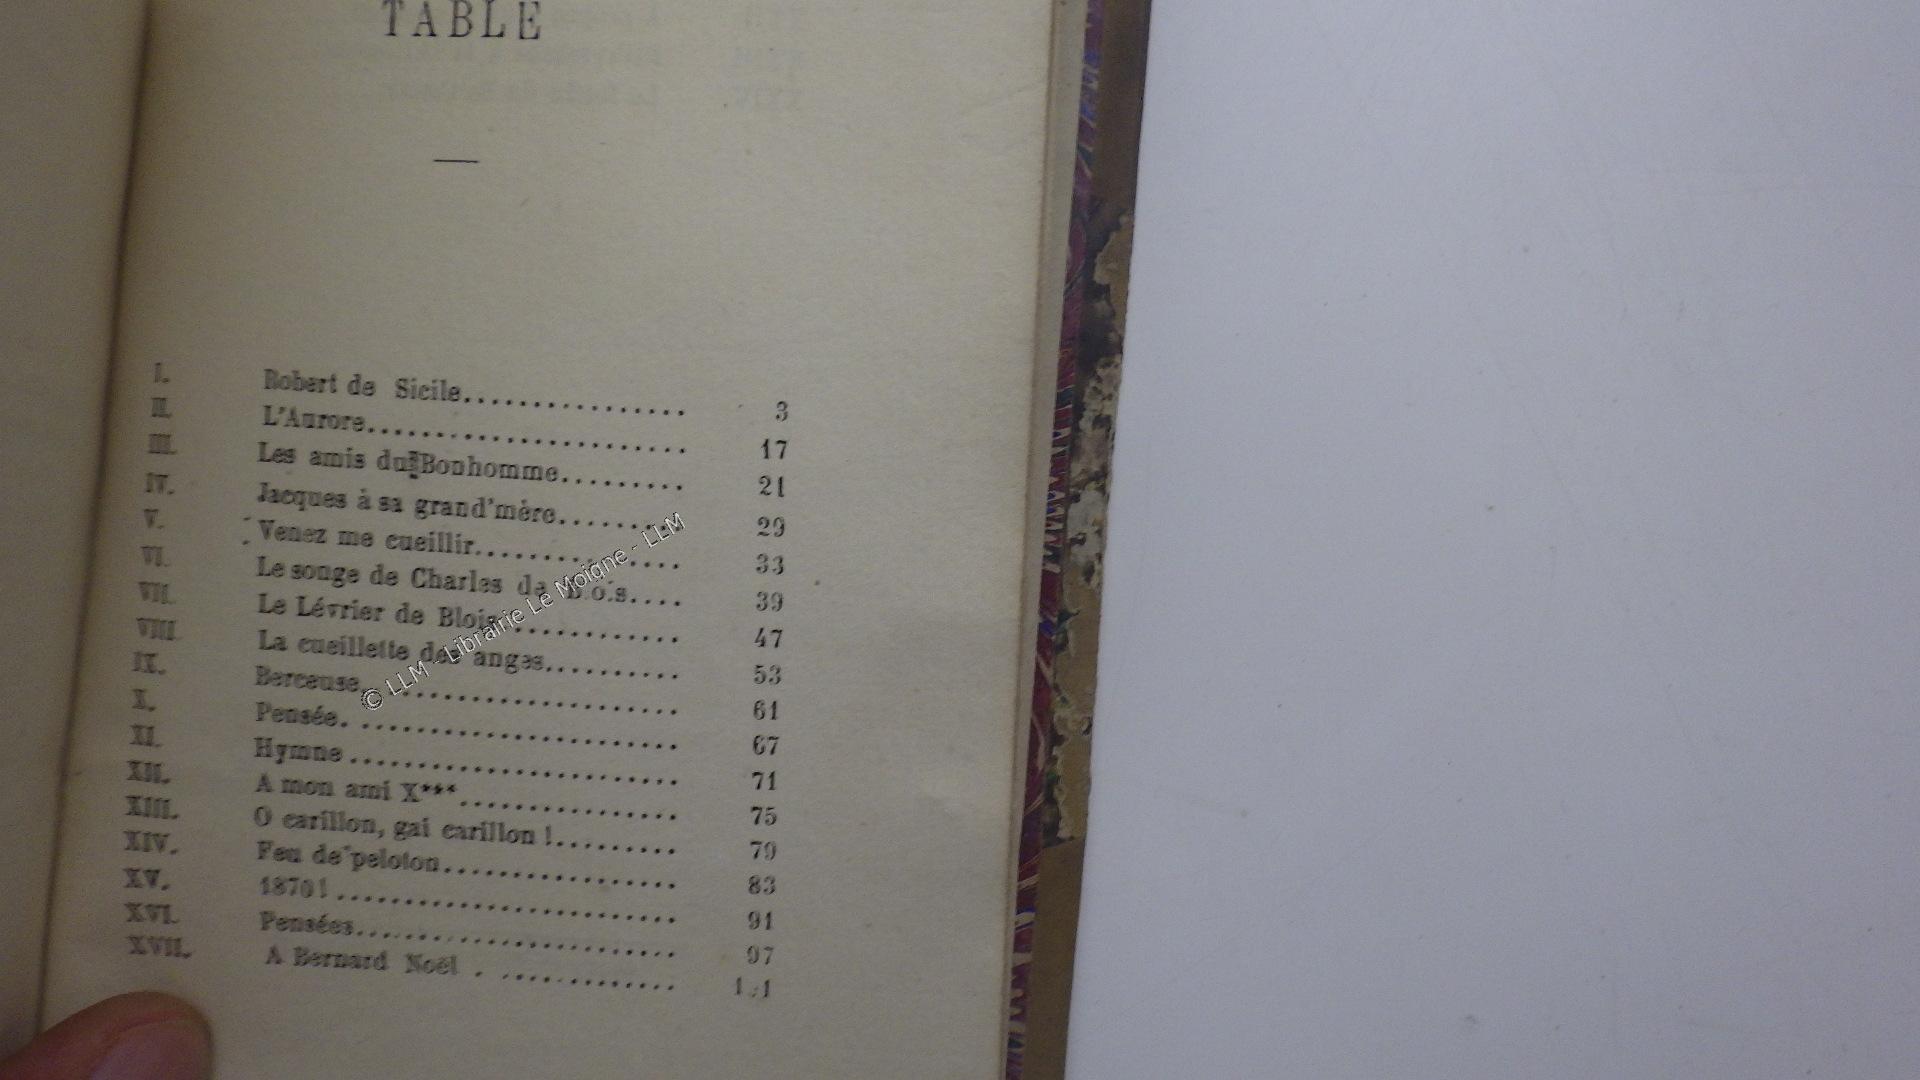 TABLE
I. Robert de Sicile................ 3
II. L'Aurore........................ 17
III. Les amis du Bonhomme......... 21
IV. Jacques à sa grand'mère......... 29
V. Venez me cueillir............... 33
VI. Le songe de Charles de Blois.... 39
VII. Le Lévrier de Blois............. 47
VIII. La cueillette des anges.......... 53
IX. Berceuse........................ 61
X. Pensée. ........................ 67
XI. Hymne ......................... 71
XII. A mon ami X***................. 75
XIII. O carillon, gai carillon !......... 79
XIV. Feu de peloton.................. 83
XV. 1870! .......................... 91
XVI. Pensées......................... 97
XVII. A Bernard Noël . .............
© LLM - Librairie Le Moigne - LLM